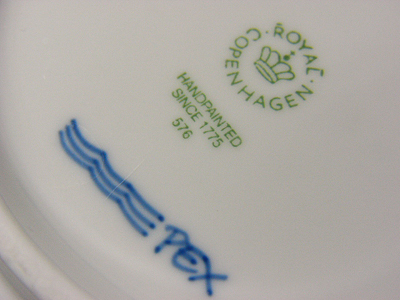 ROYAL
COPENHAGEN
HANDPAINTED
SINCE 1775
576
PEX